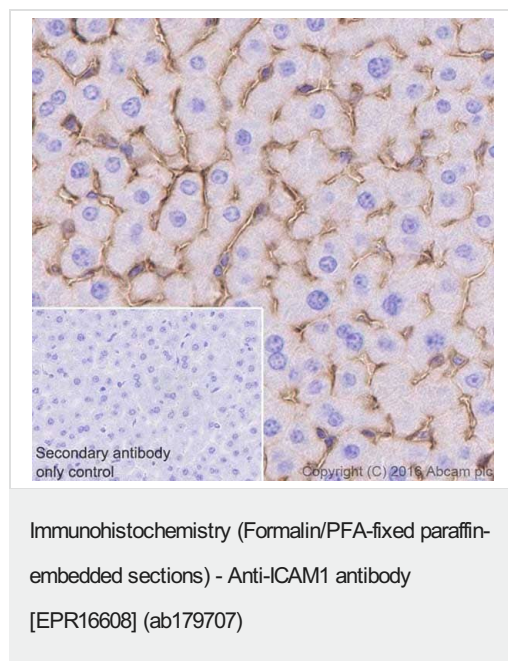 Secondary antibody
only control
Copyright (C) 2016 Abcam plc
Immunohistochemistry (Formalin/PFA-fixed paraffin-
embedded sections) - Anti-ICAM1 antibody
[EPR16608] (ab179707)